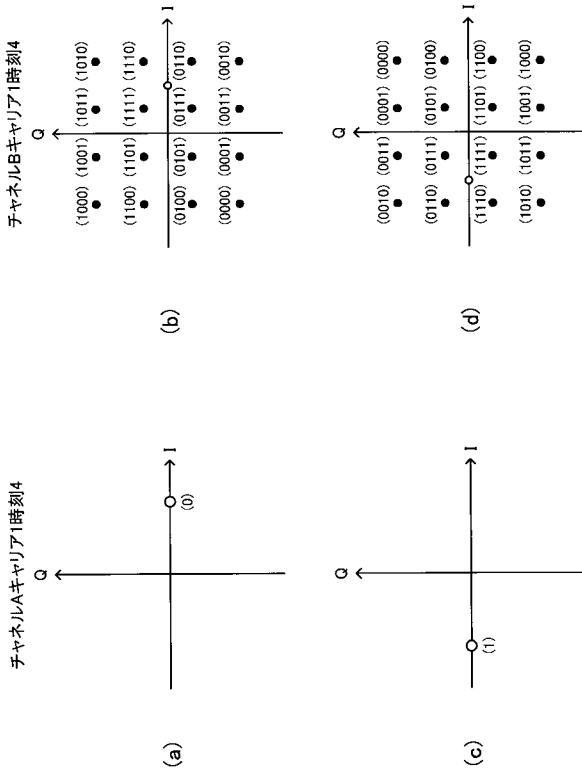 チャネルAキャリア1時刻4
(a)
Q
I
(0)
チャネルBキャリア1時刻4
(b)
Q
I
(1000) (1001) (1011) (1010)
(1100) (1101) (1111) (1110)
(0100) (0101) (0111) (0110)
(0000) (0001) (0011) (0010)
(c)
Q
I
(1)
(d)
Q
I
(0010) (0011) (0001) (0000)
(0110) (0111) (0101) (0100)
(1110) (1111) (1101) (1100)
(1010) (1011) (1001) (1000)